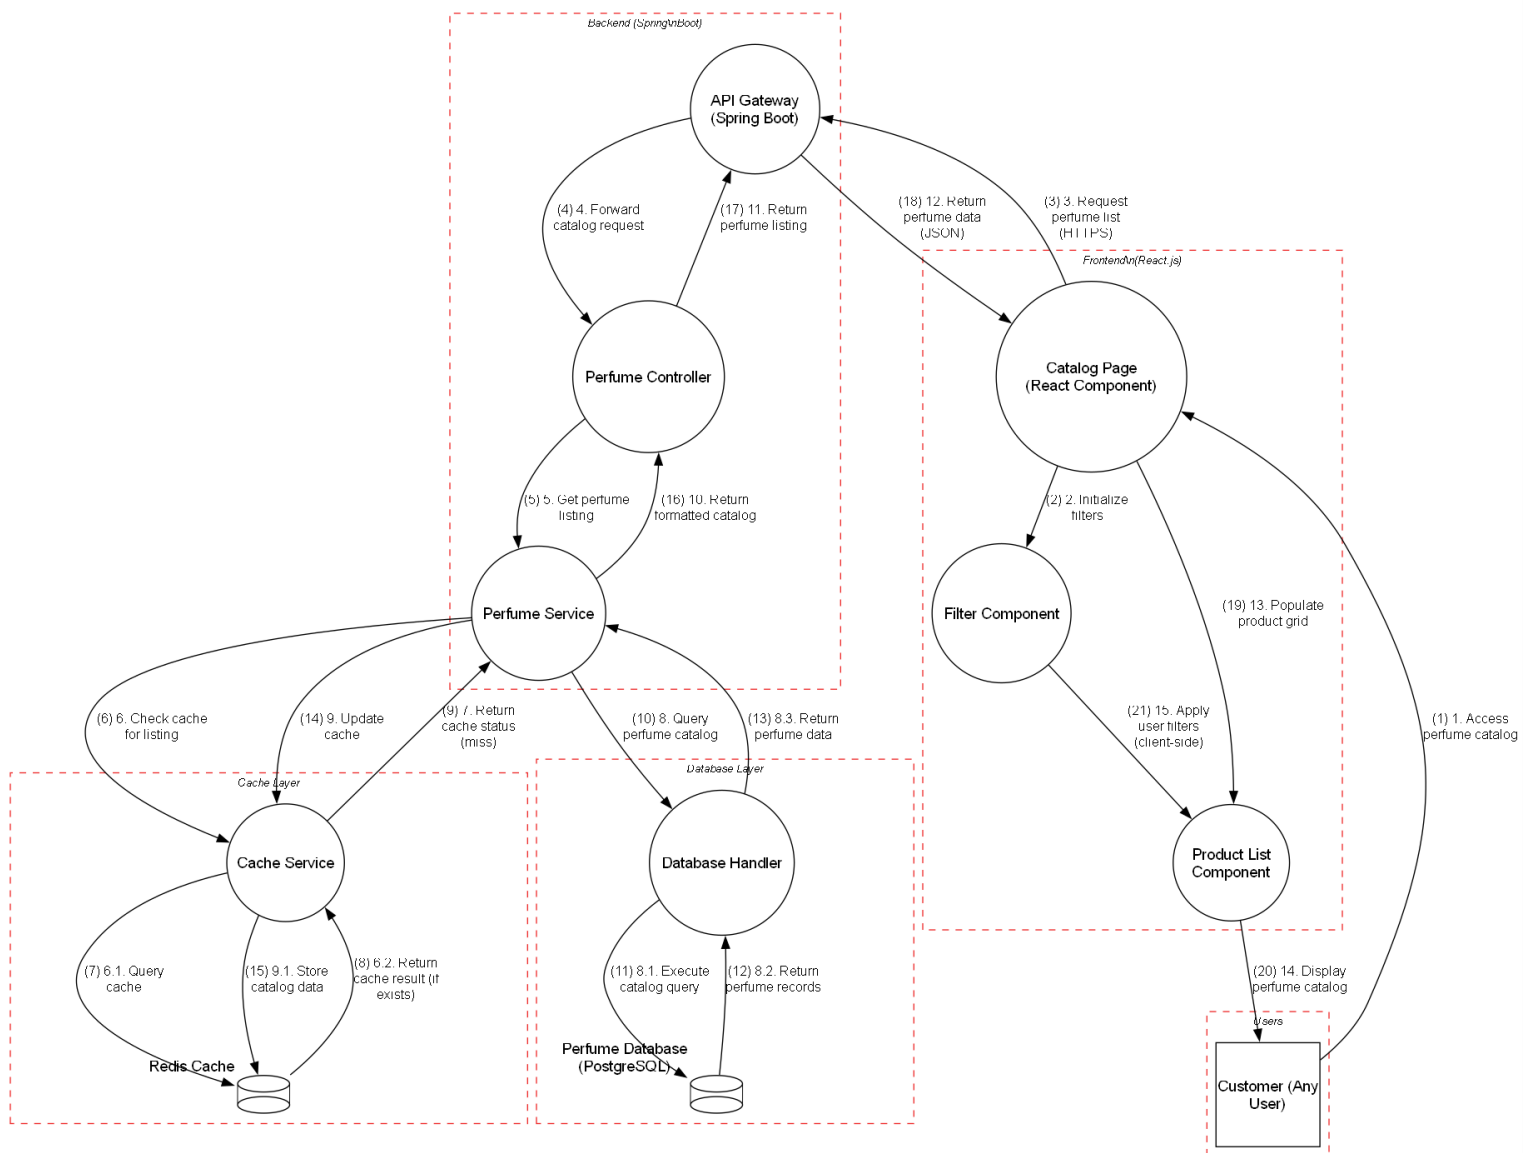 Backend (Spring\nBoot)
API Gateway
(Spring Boot)
(4) 4. Forward
catalog request
(17) 11. Return
perfume listing
(18) 12. Return
perfume data
(JSON)
(3) 3. Request
perfume list
(HTTPS)
Frontend\n(React.js)
Perfume Controller
Catalog Page
(React Component)
(5) 5. Get perfume
listing
(16) 10. Return
formatted catalog
(2) 2. Initialize
filters
Perfume Service
Filter Component
(19) 13. Populate
product grid
(6) 6. Check cache
for listing
(14) 9. Update
cache
(9) 7. Return
cache status
(miss)
(10) 8. Query
perfume catalog
(13) 8.3. Return
perfume data
(21) 15. Apply
user filters
(client-side)
(1) 1. Access
perfume catalog
Cache Layer
Database Layer
Cache Service
Database Handler
Product List
Component
(7) 6.1. Query
cache
(15) 9.1. Store
catalog data
(8) 6.2. Return
cache result (if
exists)
(11) 8.1. Execute
catalog query
(12) 8.2. Return
perfume records
(20) 14. Display
perfume catalog
Users
Redis Cache
Perfume Database
(PostgreSQL)
Customer (Any
User)